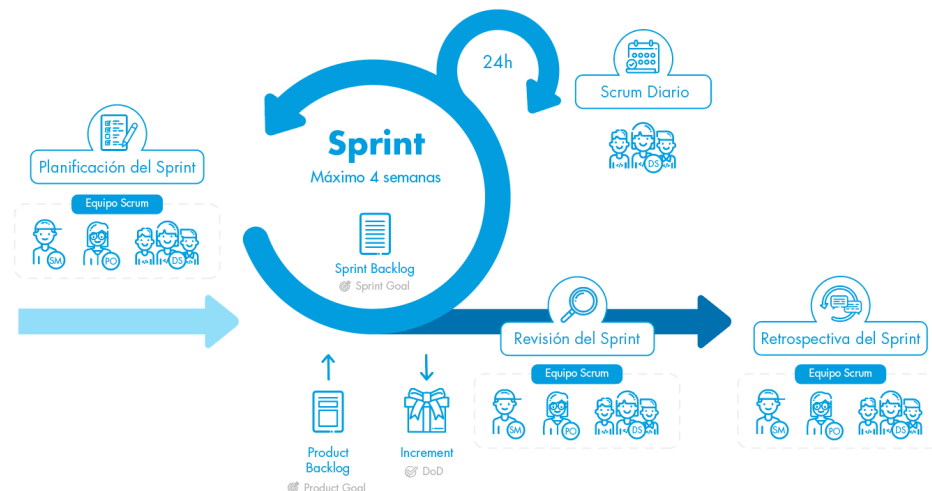 24h
Scrum Diario
DS
Sprint
Máximo 4 semanas
Planificación del Sprint
Equipo Scrum
SM
PO
DS
Sprint Backlog
Sprint Goal
Revisión del Sprint
Equipo Scrum
SM
PO
DS
Retrospectiva del Sprint
Equipo Scrum
SM
PO
DS
Product
Backlog
Product Goal
Increment
DoD